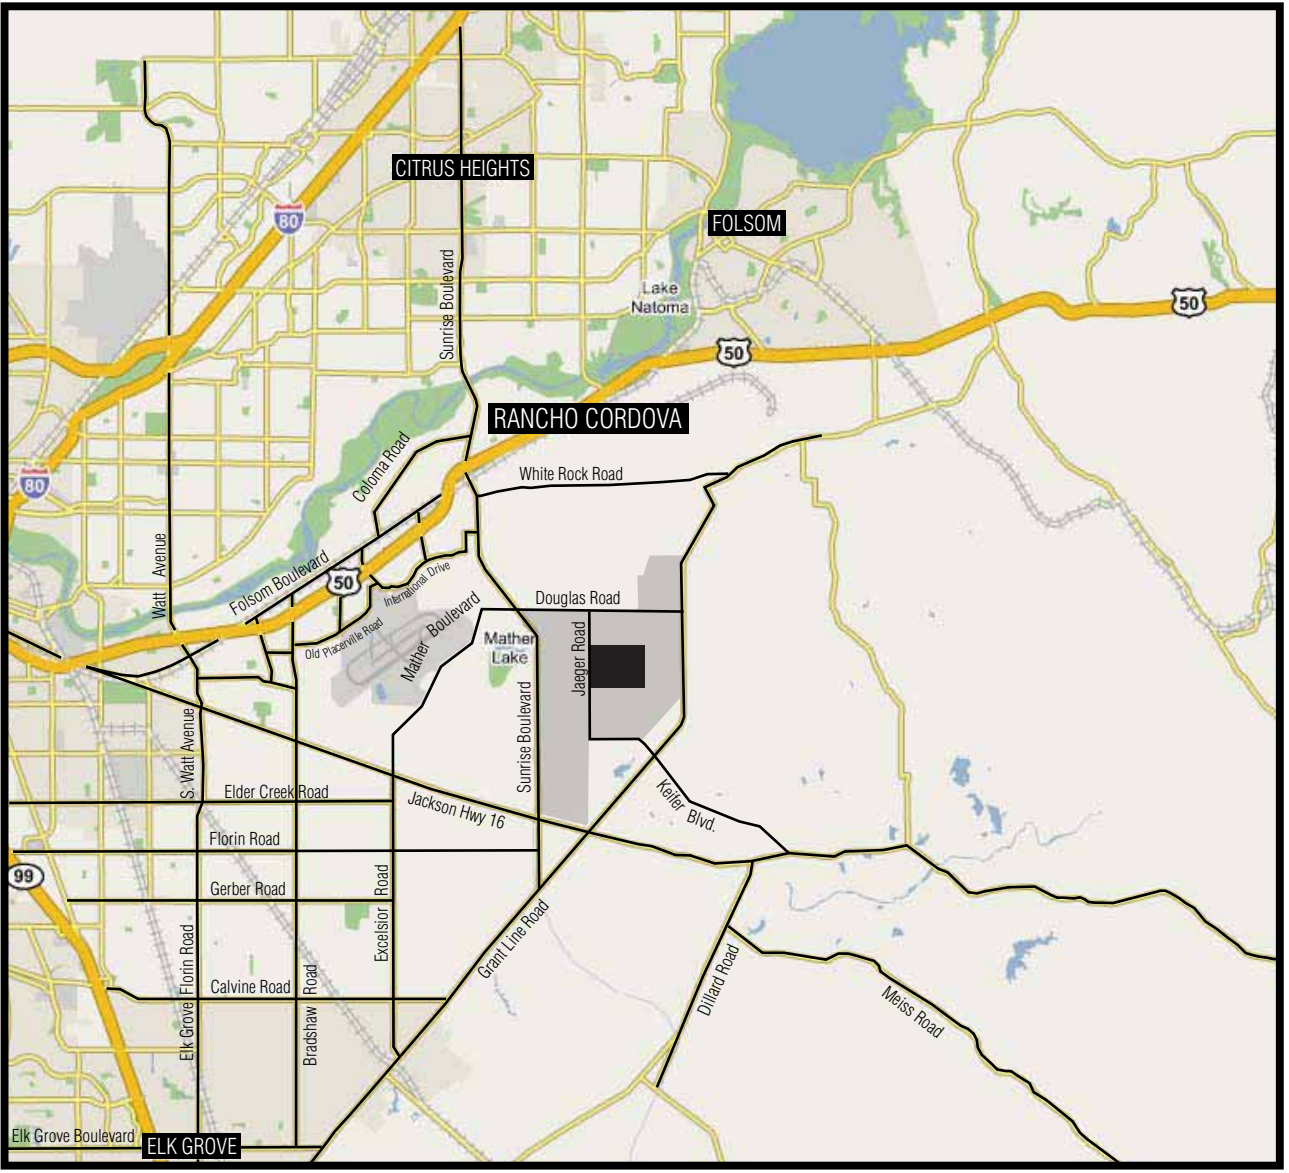 CITRUS HEIGHTS
80
FOLSOM
Sunrise Boulevard
Lake
Natoma
50
50
RANCHO CORDOVA
Coloma Road
White Rock Road
80
Watt Avenue
Folsom Boulevard
50
International Drive
Old Placerville Road
Mather Boulevard
Douglas Road
Mather
Lake
Jaeger Road
Sunrise Boulevard
S. Watt Avenue
Elder Creek Road
Jackson Hwy 16
Keifer Blvd.
Florin Road
99
Gerber Road
Excelsior Road
Grant Line Road
Elk Grove Florin Road
Calvine Road
Bradshaw Road
Dillard Road
Meiss Road
Elk Grove Boulevard
ELK GROVE